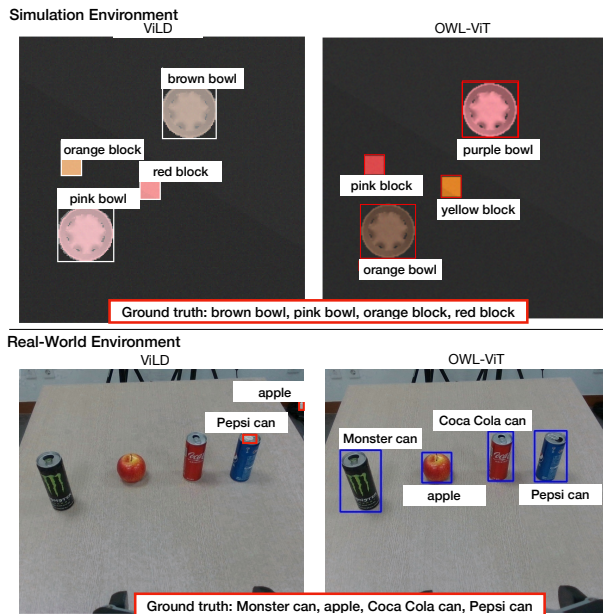 Simulation Environment
ViLD
OWL-ViT
brown bowl
orange block
red block
pink bowl
purple bowl
pink block
yellow block
orange bowl
Ground truth: brown bowl, pink bowl, orange block, red block
Real-World Environment
ViLD
OWL-ViT
apple
Pepsi can
Coca Cola can
Monster can
apple
Pepsi can
Ground truth: Monster can, apple, Coca Cola can, Pepsi can